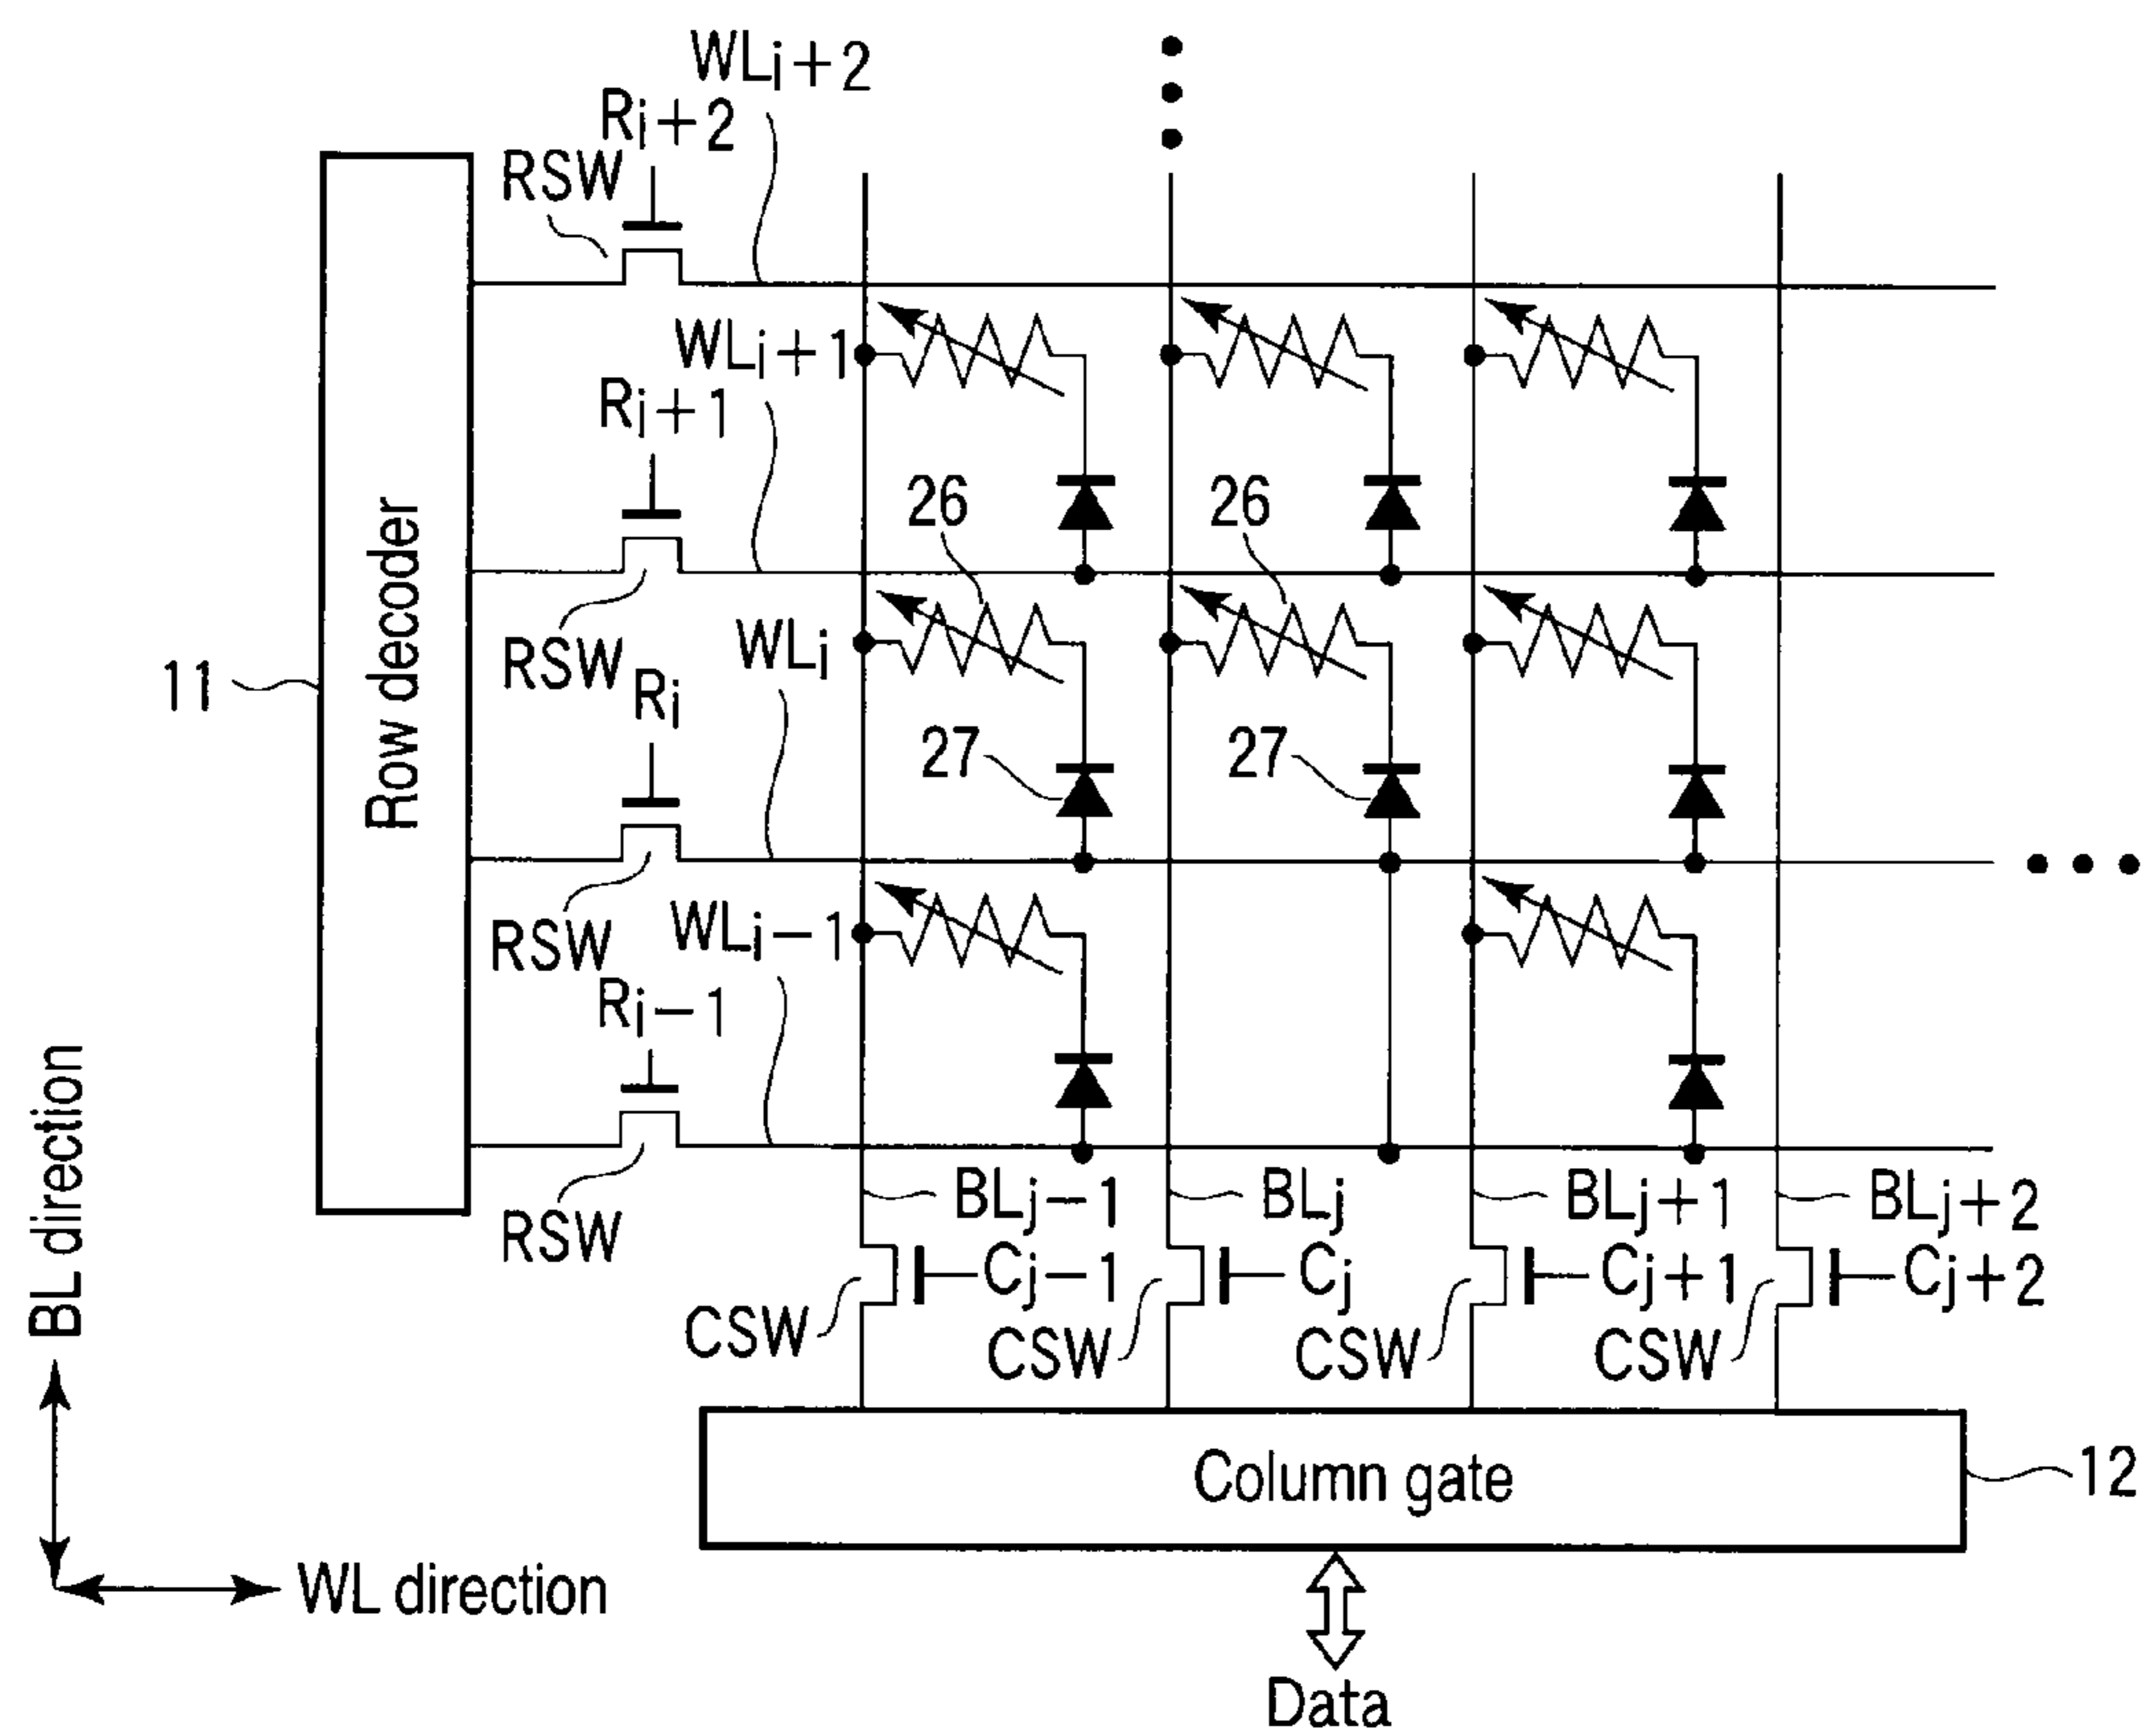 WLi+2
Ri+2
RSW
WLi+1
Ri+1
26
26
Row decoder
RSW
WLi
11
Ri
27
27
RSW
WLi−1
Ri−1
RSW
BLj−1
BLj
BLj+1
BLj+2
Cj−1
Cj
Cj+1
Cj+2
CSW
CSW
CSW
CSW
BL direction
Column gate
12
WL direction
Data